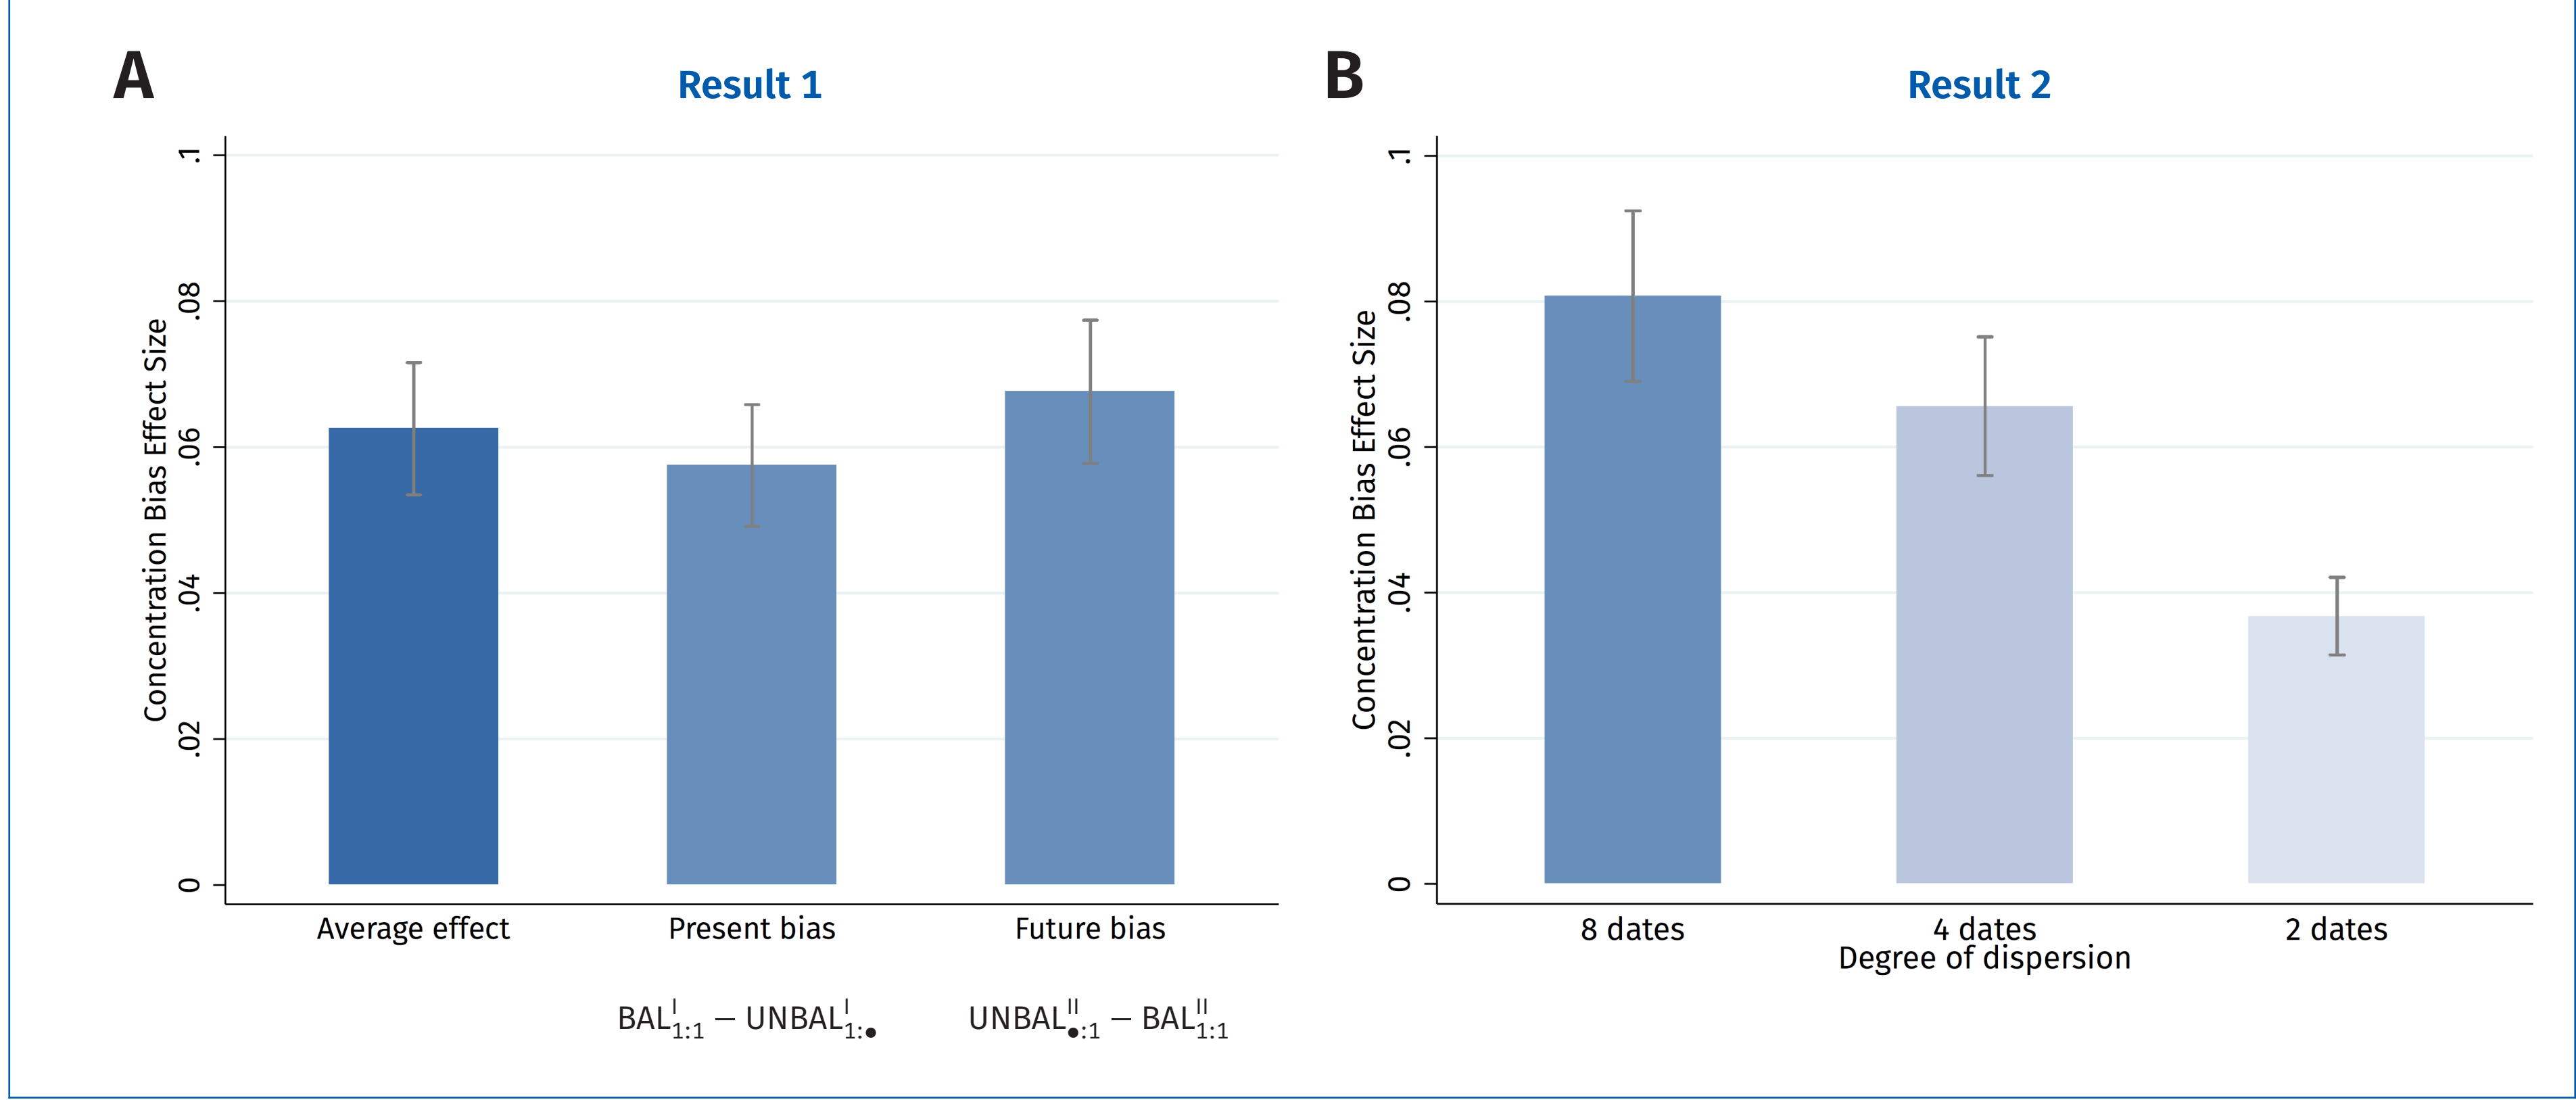 A
Result 1
Concentration Bias Effect Size
.1
.08
.06
.04
.02
0
Average effect
Present bias
Future bias
BAL^I_1:1 – UNBAL^I_1:●
UNBAL^II_●:1 – BAL^II_1:1
B
Result 2
Concentration Bias Effect Size
.1
.08
.06
.04
.02
0
8 dates
4 dates
2 dates
Degree of dispersion